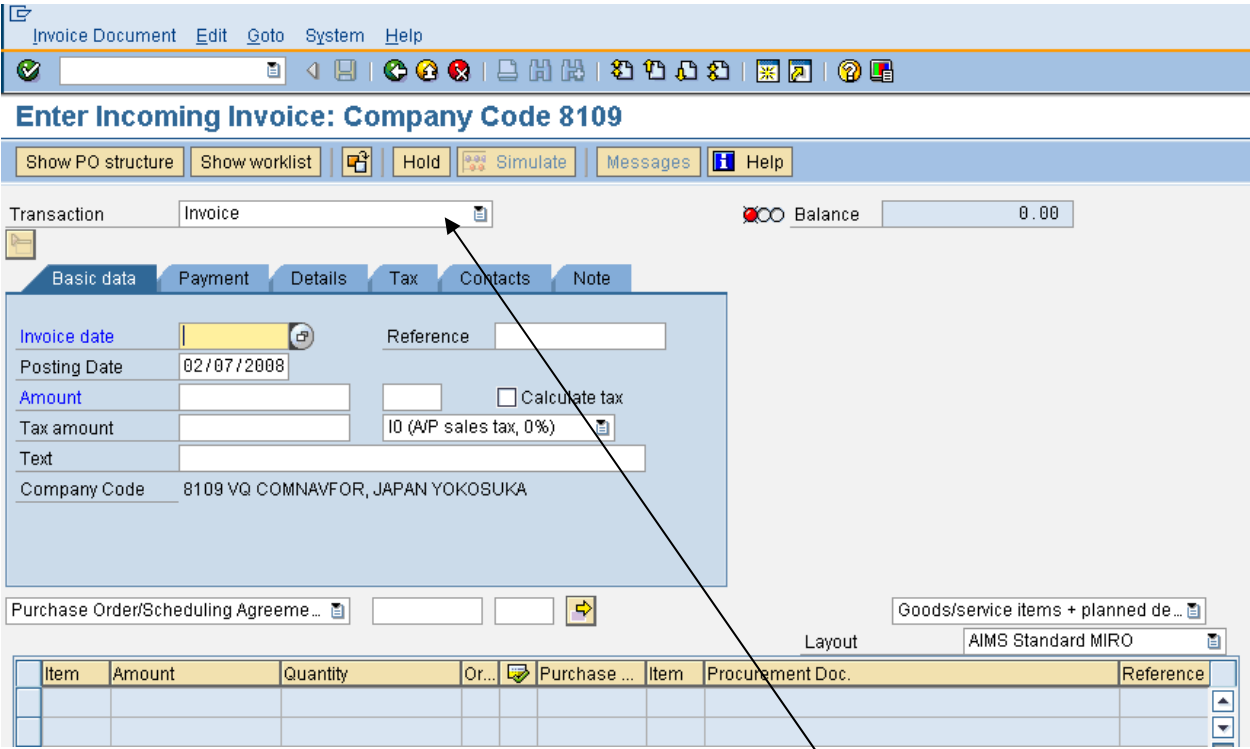 Invoice Document Edit Goto System Help
Enter Incoming Invoice: Company Code 8109
Show PO structure Show worklist Hold Simulate Messages Help
Transaction Invoice Balance 0.00
Basic data Payment Details Tax Contacts Note
Invoice date Reference
Posting Date 02/07/2008
Amount Calculate tax
Tax amount I0 (A/P sales tax, 0%)
Text
Company Code 8109 VQ COMNAVFOR, JAPAN YOKOSUKA
Purchase Order/Scheduling Agreeme... Goods/service items + planned de...
Layout AIMS Standard MIRO
Item Amount Quantity Or... Purchase ... Item Procurement Doc. Reference